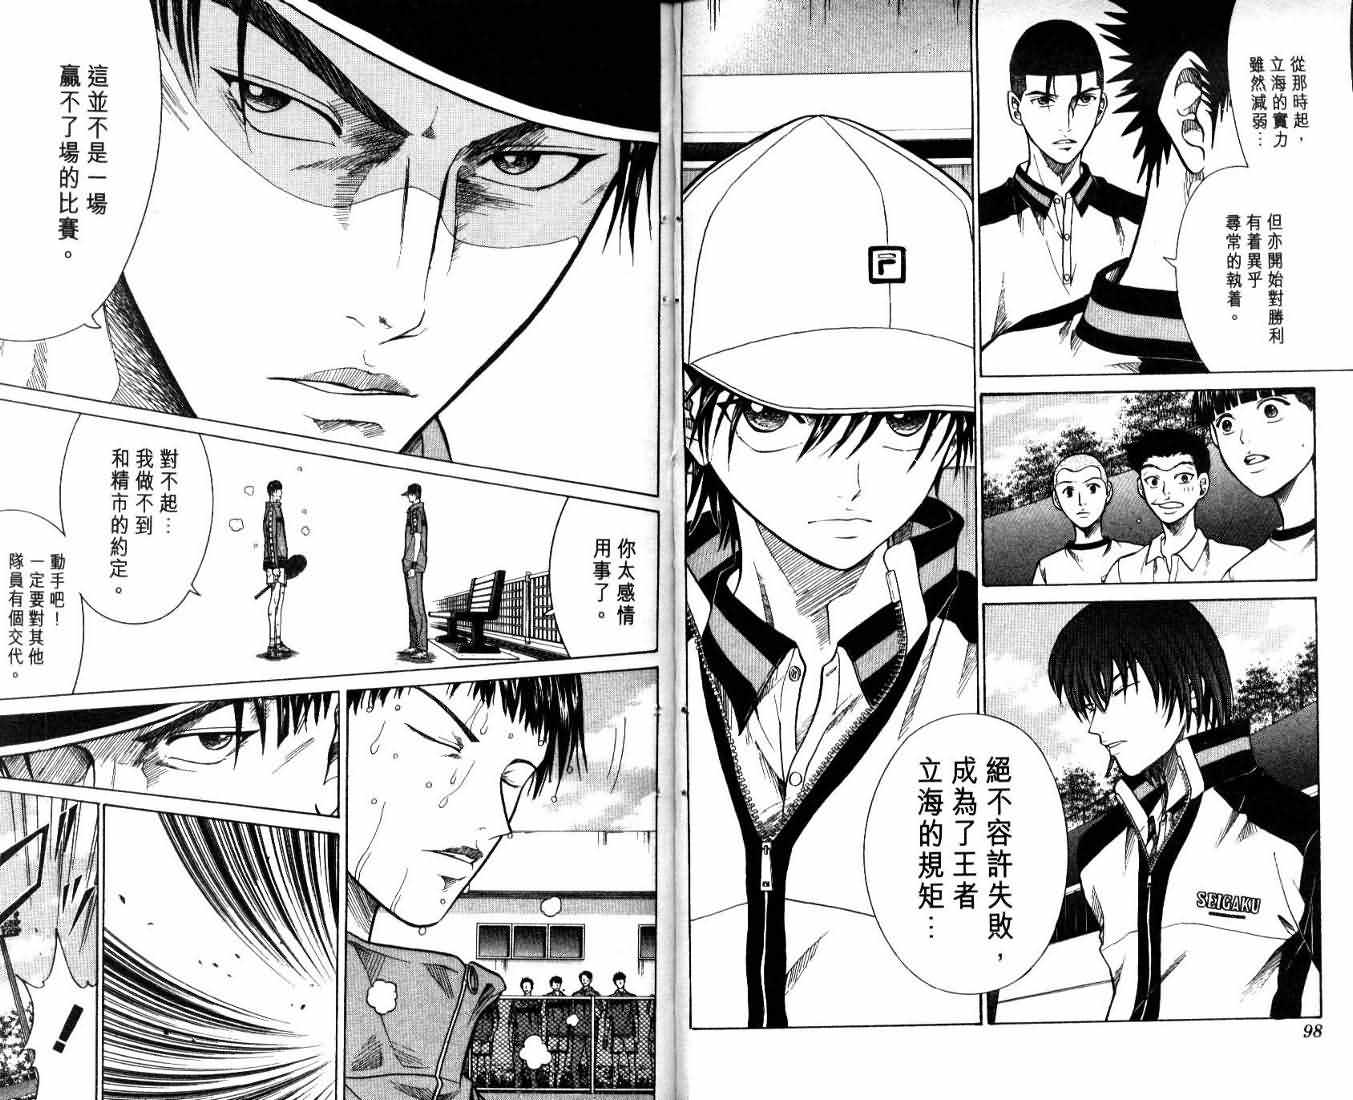 從那時起，
立海的實力
雖然減弱…
但亦開始對勝利
有着異乎
尋常的執着。
絕不容許失敗，
成為了王者
立海的規矩…
F
SEIGAKU
98
這並不是一場
贏不了場的比賽。
你太感情
用事了。
對不起…
我做不到
和精市的約定。
動手吧！
一定要對其他
隊員有個交代。
!